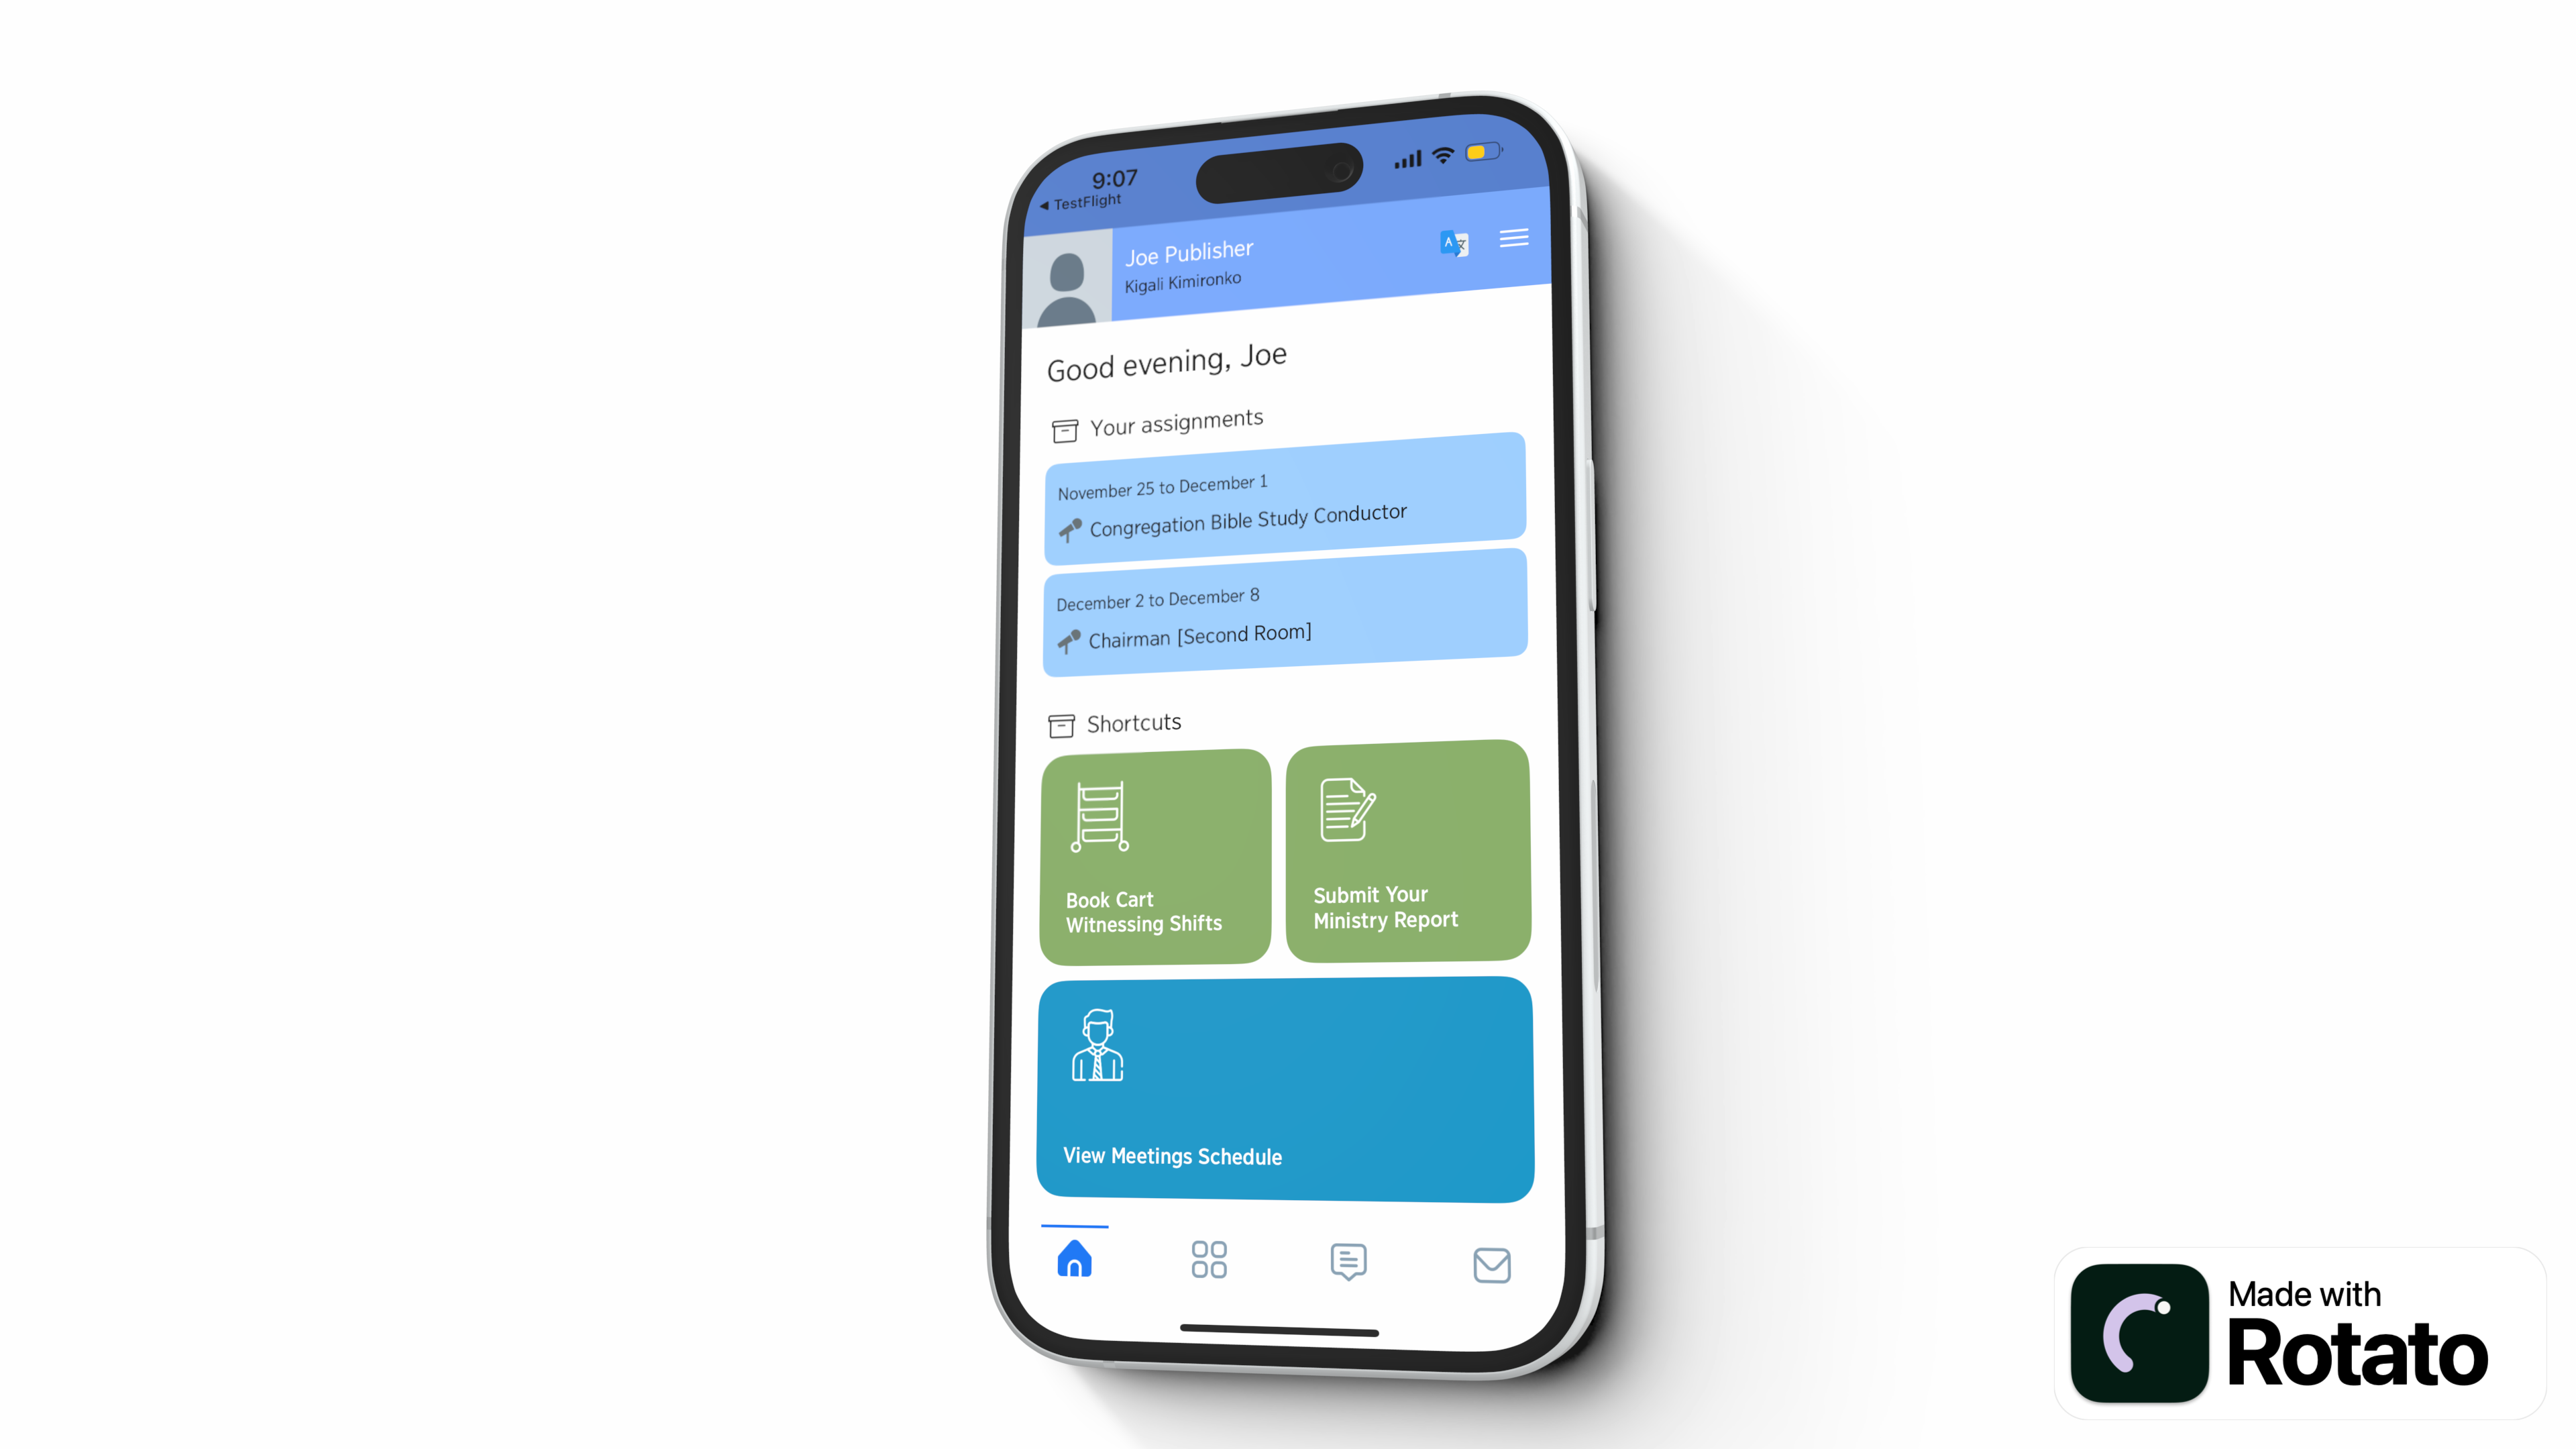 9:07
◀ TestFlight
Joe Publisher
Kigali Kimironko
A 文
Good evening, Joe
Your assignments
November 25 to December 1
Congregation Bible Study Conductor
December 2 to December 8
Chairman [Second Room]
Shortcuts
Book Cart
Witnessing Shifts
Submit Your
Ministry Report
View Meetings Schedule
Made with
Rotato